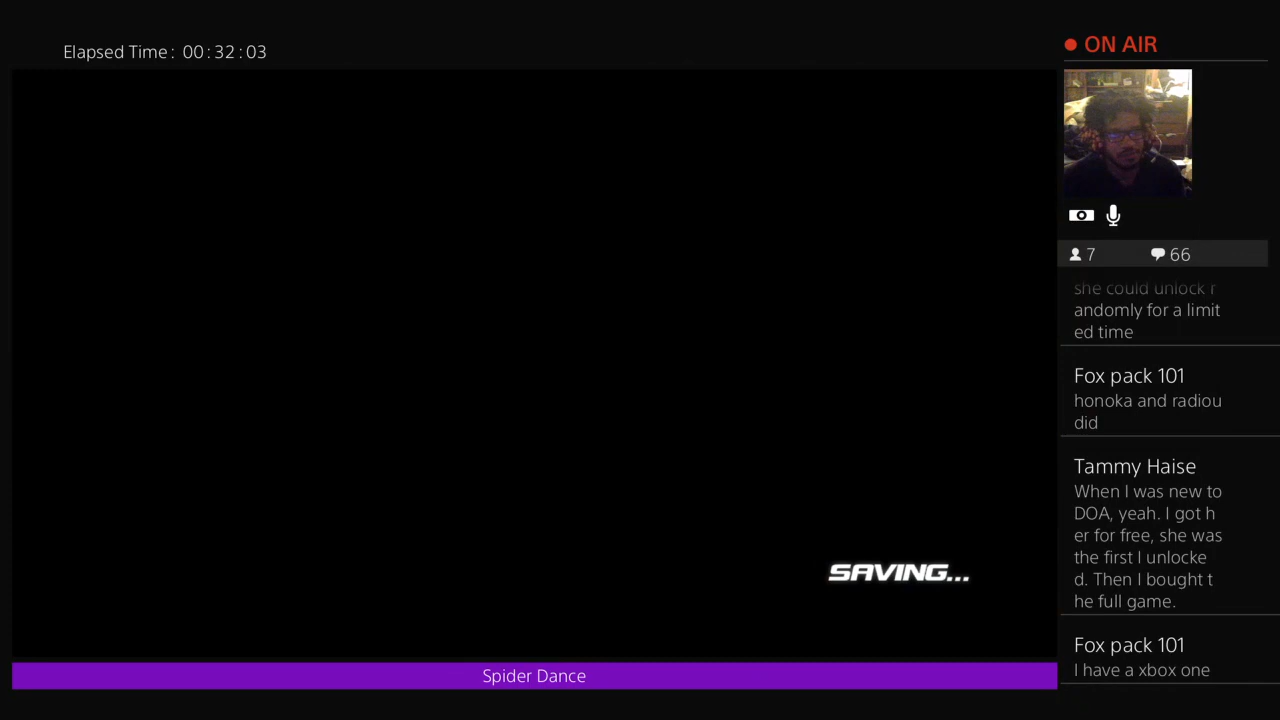 Elapsed Time: 00:32:03
ON AIR
7 66
she could unlock r
andomly for a limit
ed time
Fox pack 101
honoka and radiou
did
Tammy Haise
When I was new to
DOA, yeah. I got h
er for free, she was
the first I unlocke
d. Then I bought t
he full game.
Fox pack 101
I have a xbox one
SAVING...
Spider Dance